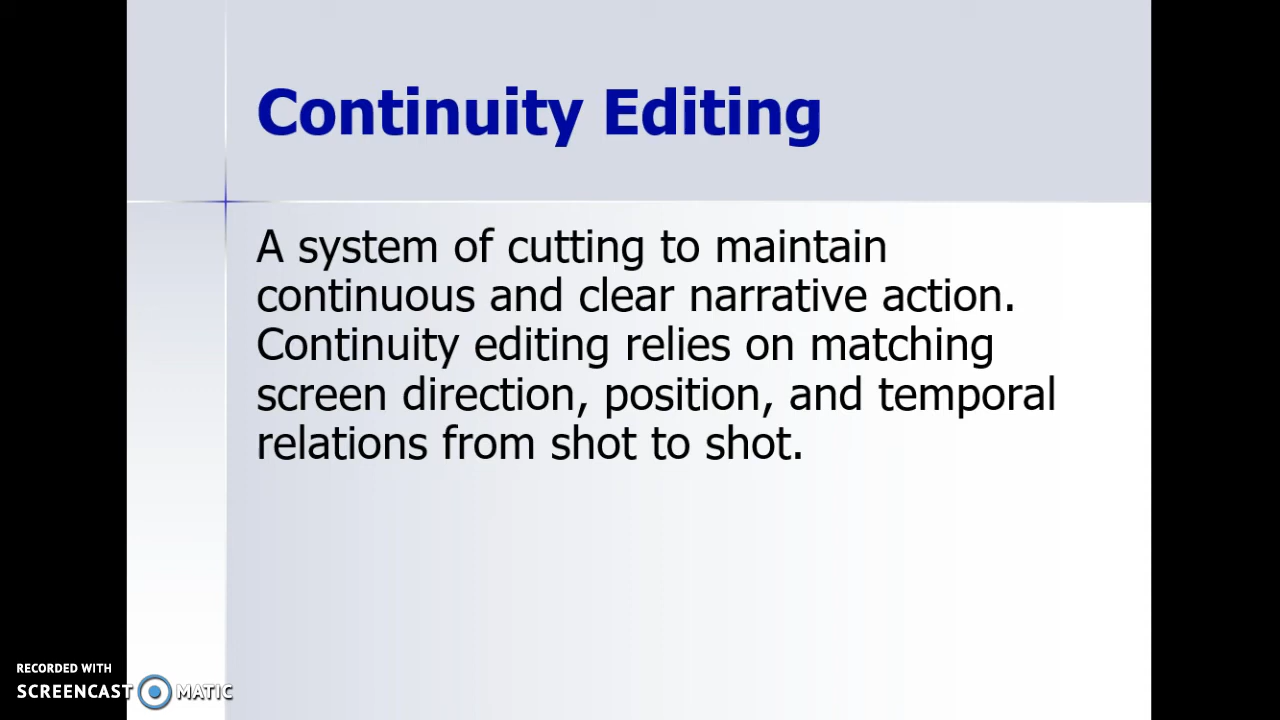 Continuity Editing
A system of cutting to maintain
continuous and clear narrative action.
Continuity editing relies on matching
screen direction, position, and temporal
relations from shot to shot.
RECORDED WITH
SCREENCAST MATIC